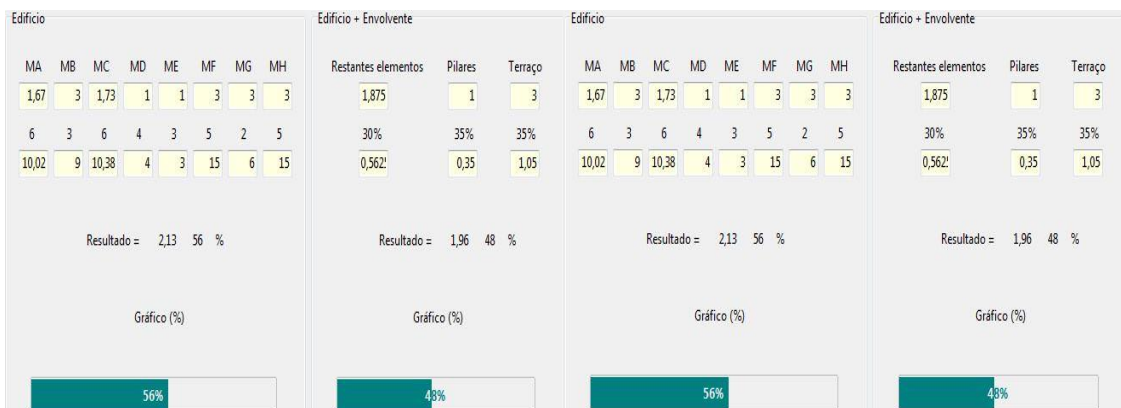 Edifício Edifício + Envolvente Edifício Edifício + Envolvente
MA MB MC MD ME MF MG MH Restantes elementos Pilares Terraço MA MB MC MD ME MF MG MH Restantes elementos Pilares Terraço
1,67 3 1,73 1 1 3 3 3 1,875 1 3 1,67 3 1,73 1 1 3 3 3 1,875 1 3
6 3 6 4 3 5 2 5 30% 35% 35% 6 3 6 4 3 5 2 5 30% 35% 35%
10,02 9 10,38 4 3 15 6 15 0,562 0,35 1,05 10,02 9 10,38 4 3 15 6 15 0,562 0,35 1,05
Resultado = 2,13 56 % Resultado = 1,96 48 % Resultado = 2,13 56 % Resultado = 1,96 48 %
Gráfico (%) Gráfico (%) Gráfico (%) Gráfico (%)
56% 48% 56% 48%